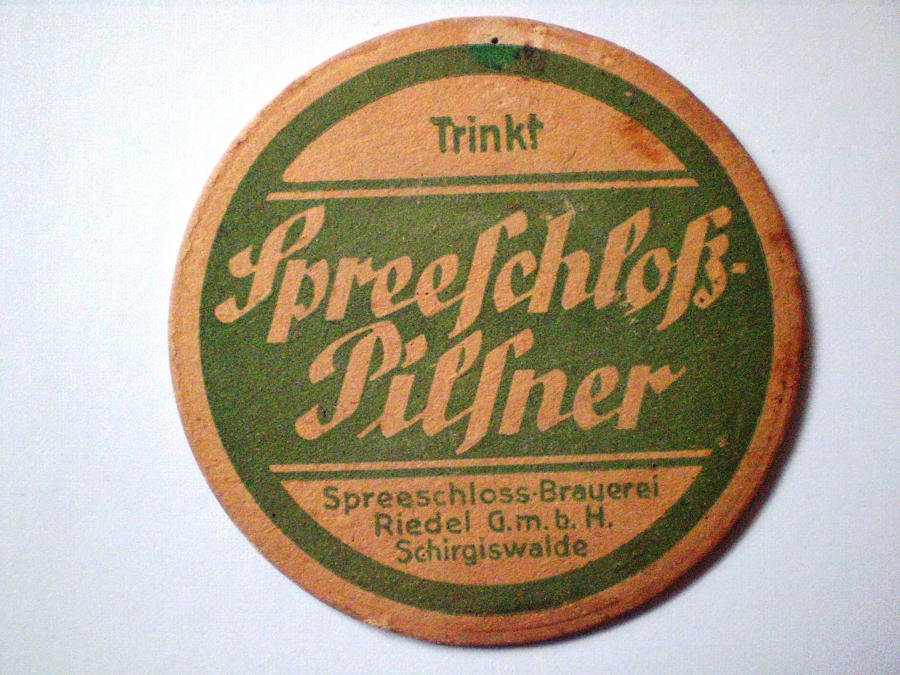 Trinkt
Spreeſchloß-
Pilſner
Spreeschloss-Brauerei
Riedel G.m.b.H.
Schirgiswalde